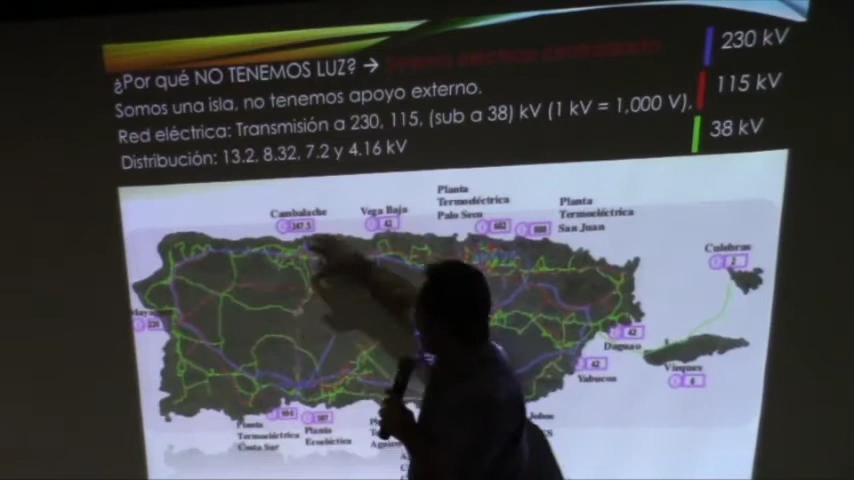 ¿Por qué NO TENEMOS LUZ? →
Somos una isla, no tenemos apoyo externo.
Red eléctrica: Transmisión a 230, 115, (sub a 38) kV (1 kV = 1,000 V),
Distribución: 13.2, 8.32, 7.2 y 4.16 kV
230 kV
115 kV
38 kV
Cambalache
247.5
Vega Baja
42
Planta
Termoeléctrica
Palo Seco
602
Planta
Termoeléctrica
San Juan
Culebras
2
220
42
Daguao
42
Yabucoa
Vieques
6
Planta
Termoeléctrica
Costa Sur
507
Planta
Ecoeléctrica